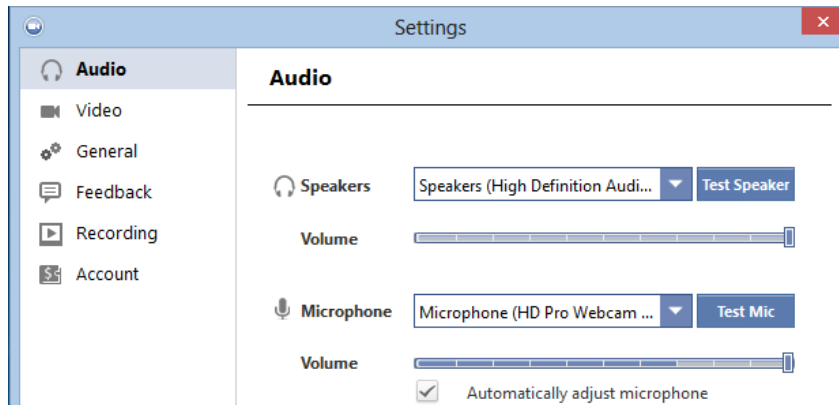 Settings
Audio
Video
General
Feedback
Recording
Account
Audio
Speakers
Speakers (High Definition Audi...
Test Speaker
Volume
Microphone
Microphone (HD Pro Webcam ...
Test Mic
Volume
Automatically adjust microphone